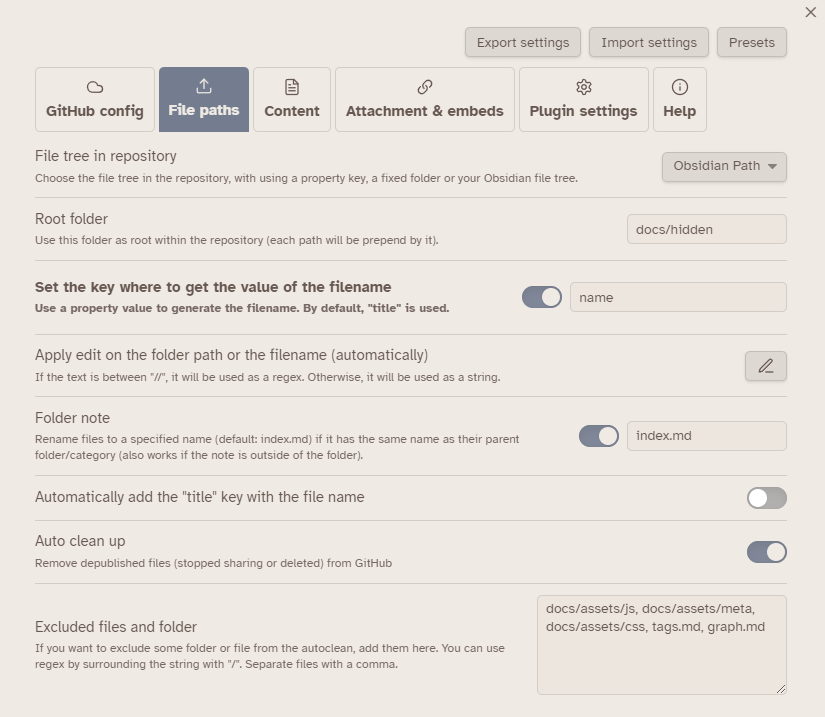 Export settings
Import settings
Presets
GitHub config
File paths
Content
Attachment & embeds
Plugin settings
Help
File tree in repository
Choose the file tree in the repository, with using a property key, a fixed folder or your Obsidian file tree.
Obsidian Path
Root folder
Use this folder as root within the repository (each path will be prepend by it).
docs/hidden
Set the key where to get the value of the filename
Use a property value to generate the filename. By default, "title" is used.
name
Apply edit on the folder path or the filename (automatically)
If the text is between "//", it will be used as a regex. Otherwise, it will be used as a string.
Folder note
Rename files to a specified name (default: index.md) if it has the same name as their parent
folder/category (also works if the note is outside of the folder).
index.md
Automatically add the "title" key with the file name
Auto clean up
Remove depublished files (stopped sharing or deleted) from GitHub
Excluded files and folder
If you want to exclude some folder or file from the autoclean, add them here. You can use
regex by surrounding the string with "/". Separate files with a comma.
docs/assets/js, docs/assets/meta,
docs/assets/css, tags.md, graph.md